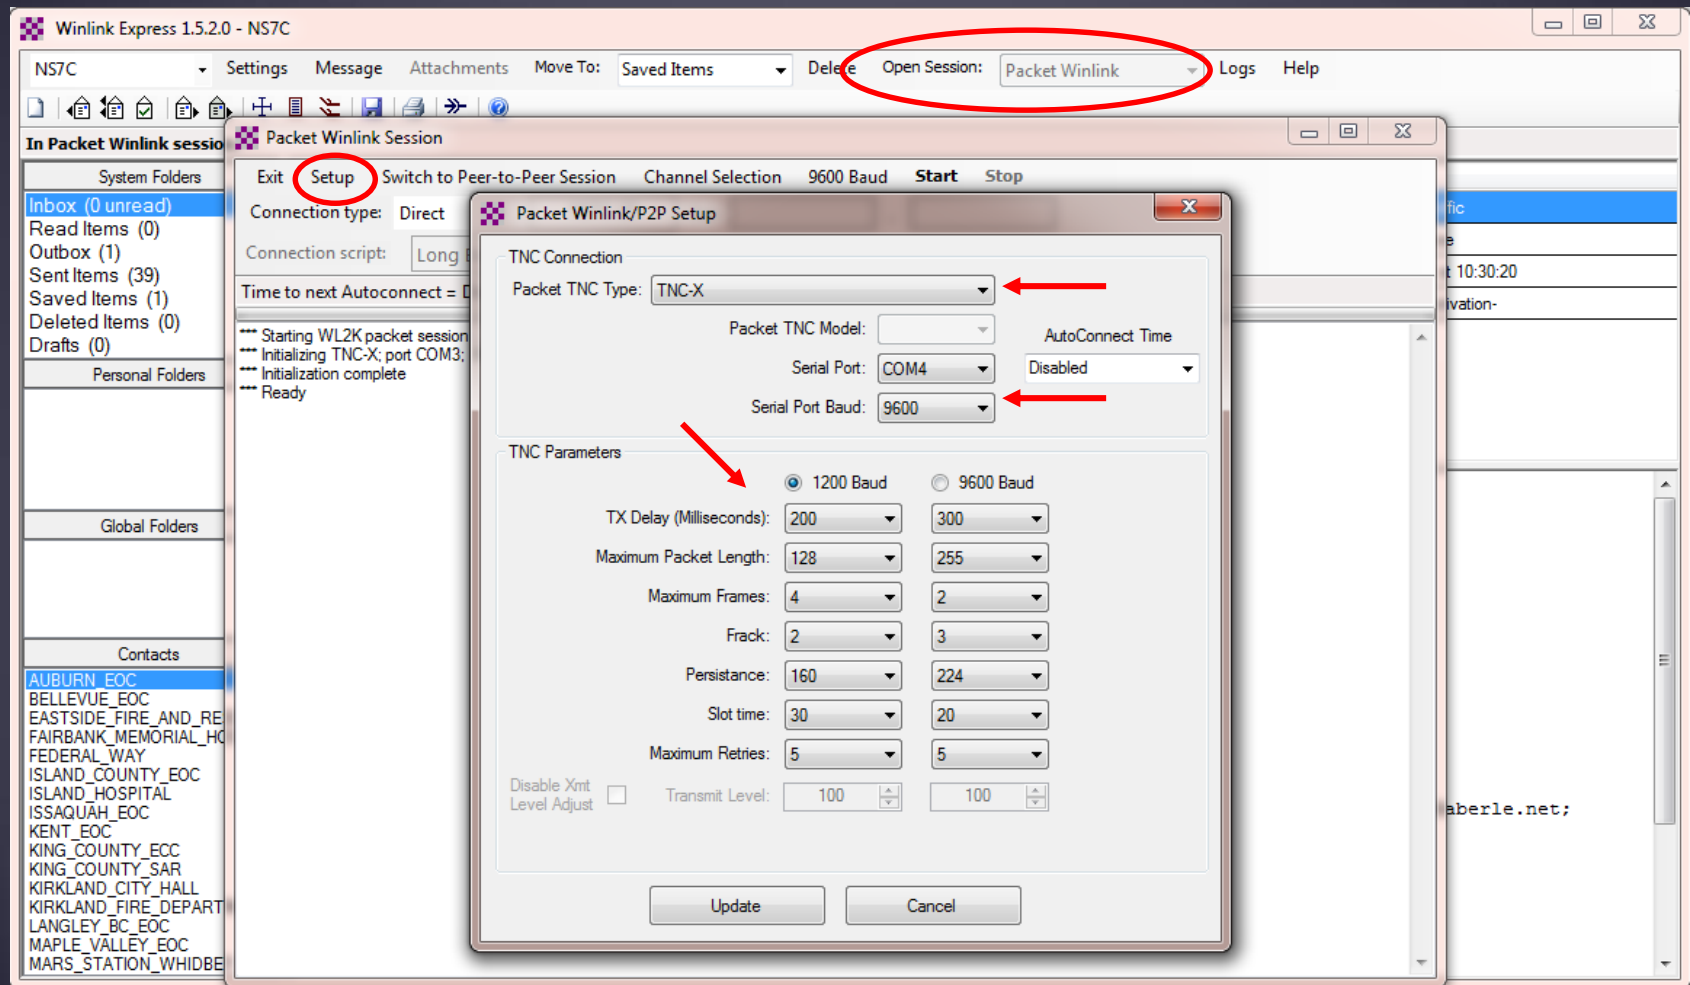 Winlink Express 1.5.2.0 - NS7C
NS7C Settings Message Attachments Move To: Saved Items Delete Open Session: Packet Winlink Logs Help
In Packet Winlink sessio
Packet Winlink Session
System Folders
Exit Setup Switch to Peer-to-Peer Session Channel Selection 9600 Baud Start Stop
Inbox (0 unread)
Read Items (0)
Outbox (1)
Sent Items (39)
Saved Items (1)
Deleted Items (0)
Drafts (0)
Personal Folders
Global Folders
Contacts
AUBURN_EOC
BELLEVUE_EOC
EASTSIDE_FIRE_AND_RE
FAIRBANK_MEMORIAL_HO
FEDERAL_WAY
ISLAND_COUNTY_EOC
ISLAND_HOSPITAL
ISSAQUAH_EOC
KENT_EOC
KING_COUNTY_ECC
KING_COUNTY_SAR
KIRKLAND_CITY_HALL
KIRKLAND_FIRE_DEPART
LANGLEY_BC_EOC
MAPLE_VALLEY_EOC
MARS_STATION_WHIDBE
Connection type: Direct
Connection script: Long
Time to next Autoconnect =
*** Starting WL2K packet session
*** Initializing TNC-X; port COM3;
*** Initialization complete
*** Ready
Packet Winlink/P2P Setup
TNC Connection
Packet TNC Type: TNC-X
Packet TNC Model:
AutoConnect Time
Serial Port: COM4
Disabled
Serial Port Baud: 9600
TNC Parameters
1200 Baud 9600 Baud
TX Delay (Milliseconds): 200 300
Maximum Packet Length: 128 255
Maximum Frames: 4 2
Frack: 2 3
Persistance: 160 224
Slot time: 30 20
Maximum Retries: 5 5
Disable Xmt
Level Adjust
Transmit Level: 100 100
Update Cancel
fic
e
t 10:30:20
ivation-
aberle.net;